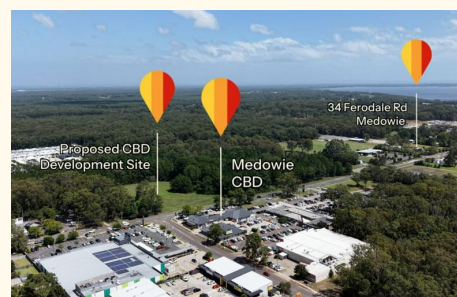 34 Ferodale Rd
Medowie
Proposed CBD
Development Site
Medowie
CBD